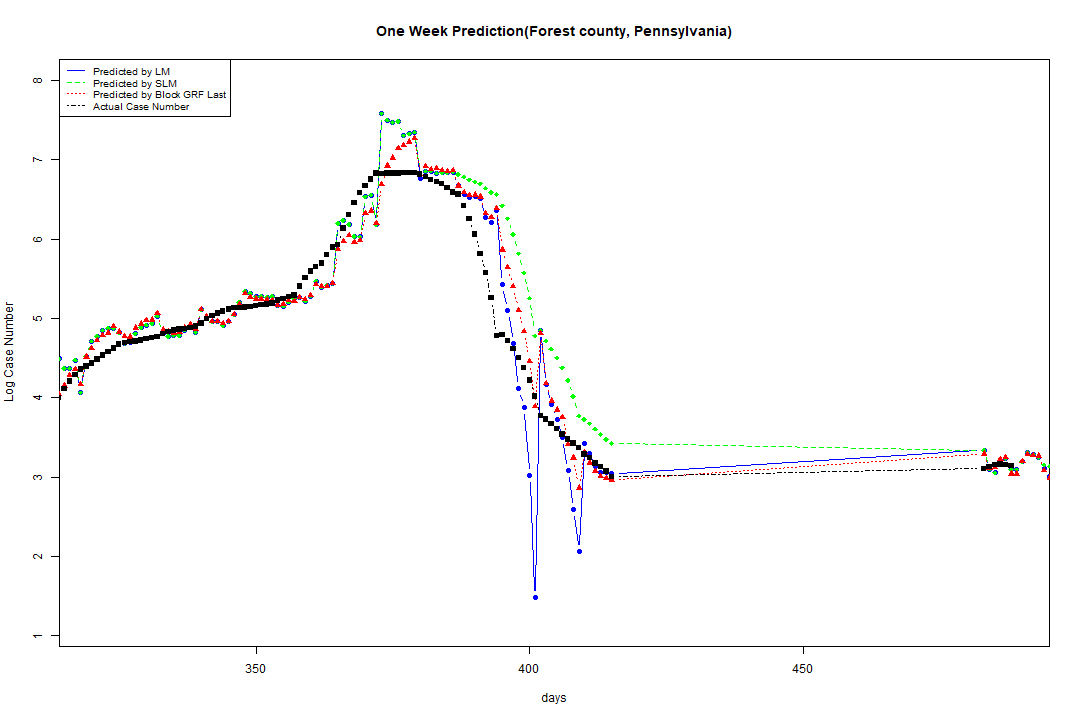 One Week Prediction(Forest county, Pennsylvania)
Predicted by LM
Predicted by SLM
Predicted by Block GRF Last
Actual Case Number
Log Case Number
8
7
6
5
4
3
2
1
350 400 450
days